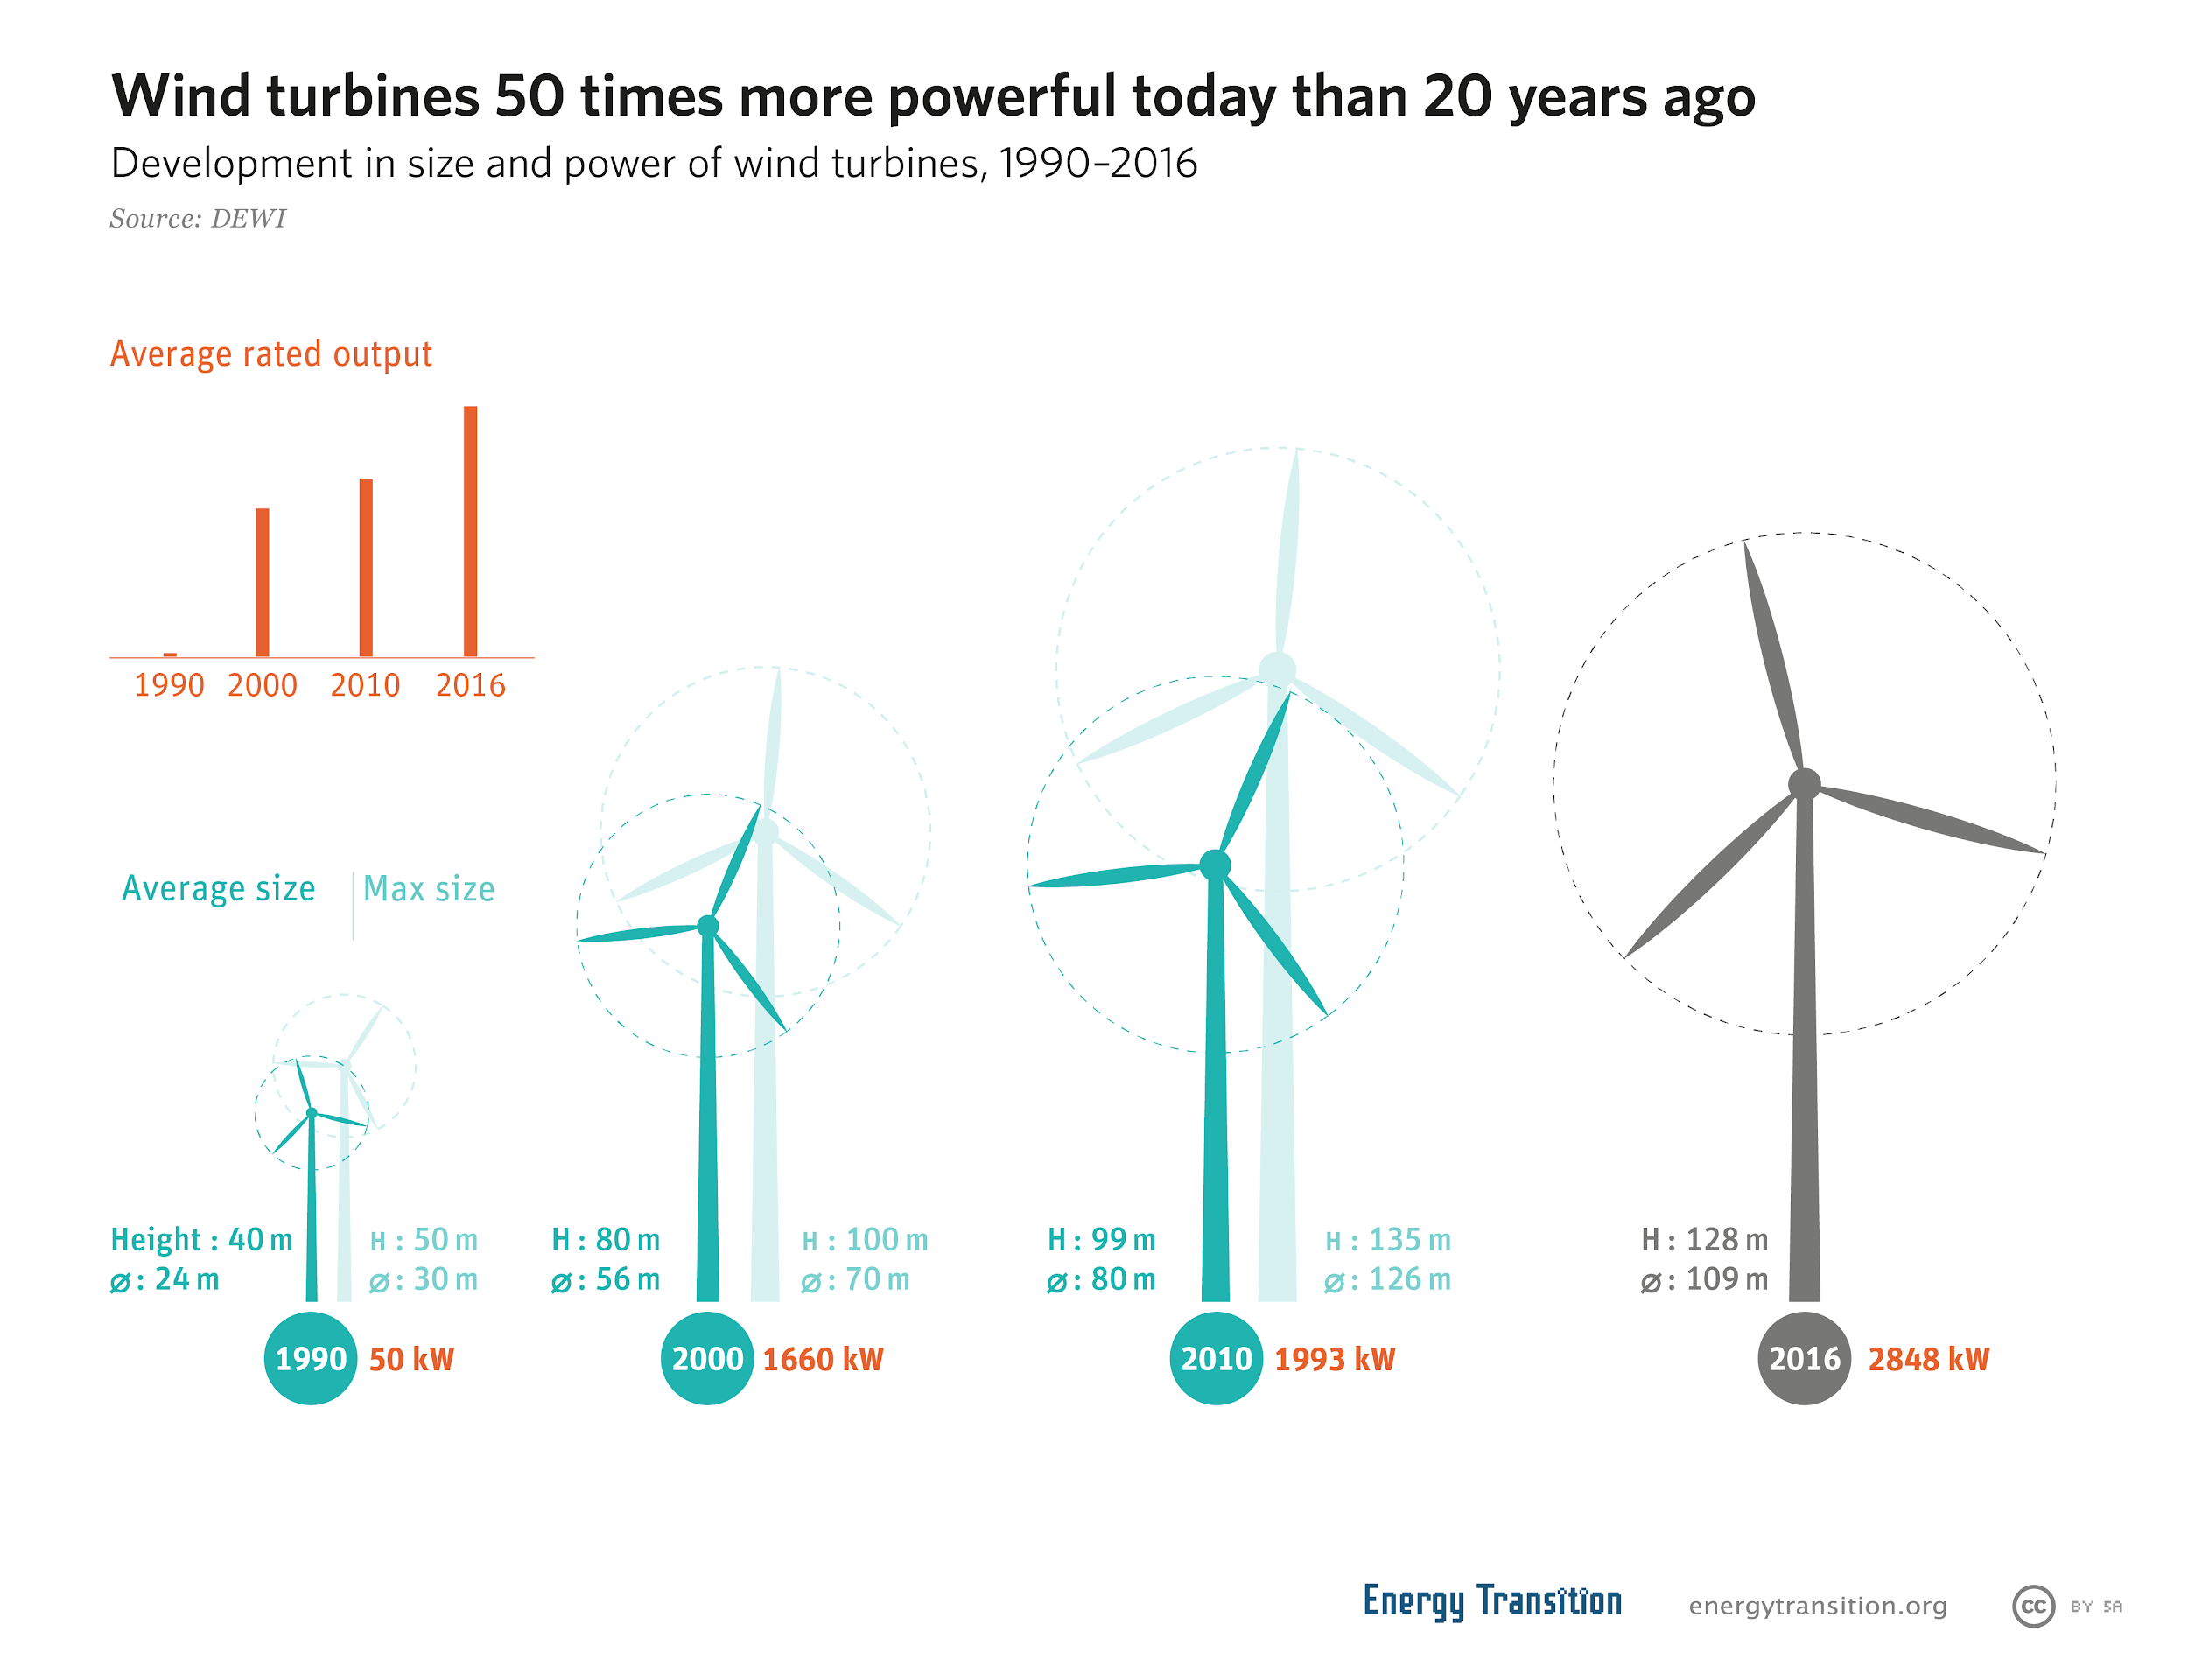 Wind turbines 50 times more powerful today than 20 years ago
Development in size and power of wind turbines, 1990–2016
Source: DEWI
Average rated output
1990 2000 2010 2016
Average size | Max size
Height : 40 m
⌀ : 24 m
H : 50 m
⌀ : 30 m
1990 50 kW
H : 80 m
⌀ : 56 m
H : 100 m
⌀ : 70 m
2000 1660 kW
H : 99 m
⌀ : 80 m
H : 135 m
⌀ : 126 m
2010 1993 kW
H : 128 m
⌀ : 109 m
2016 2848 kW
Energy Transition energytransition.org cc BY SA